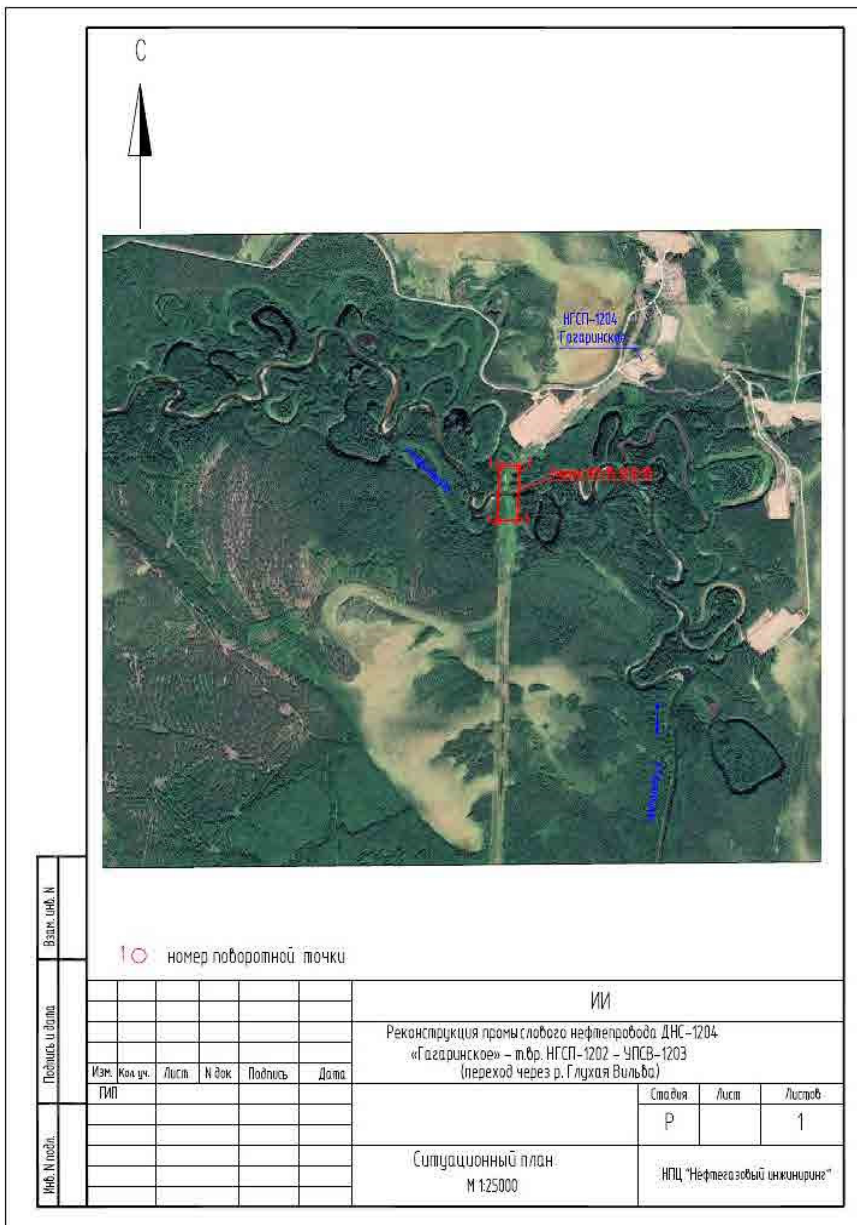 С
НГСП-1204
Гагаринское
1 номер поворотной точки
Взам. инв. N
Подпись и дата
Инв. N подл.
ИИ
Реконструкция промыслового нефтепровода ДНС-1204
«Гагаринское» – т.вр. НГСП-1202 – УПСВ-1203
(переход через р. Глухая Вильва)
Изм. Кол.уч. Лист N док Подпись Дата
ГИП
Стадия Лист Листов
Р 1
Ситуационный план
М 1:25000
НПЦ "Нефтегазовый инжиниринг"